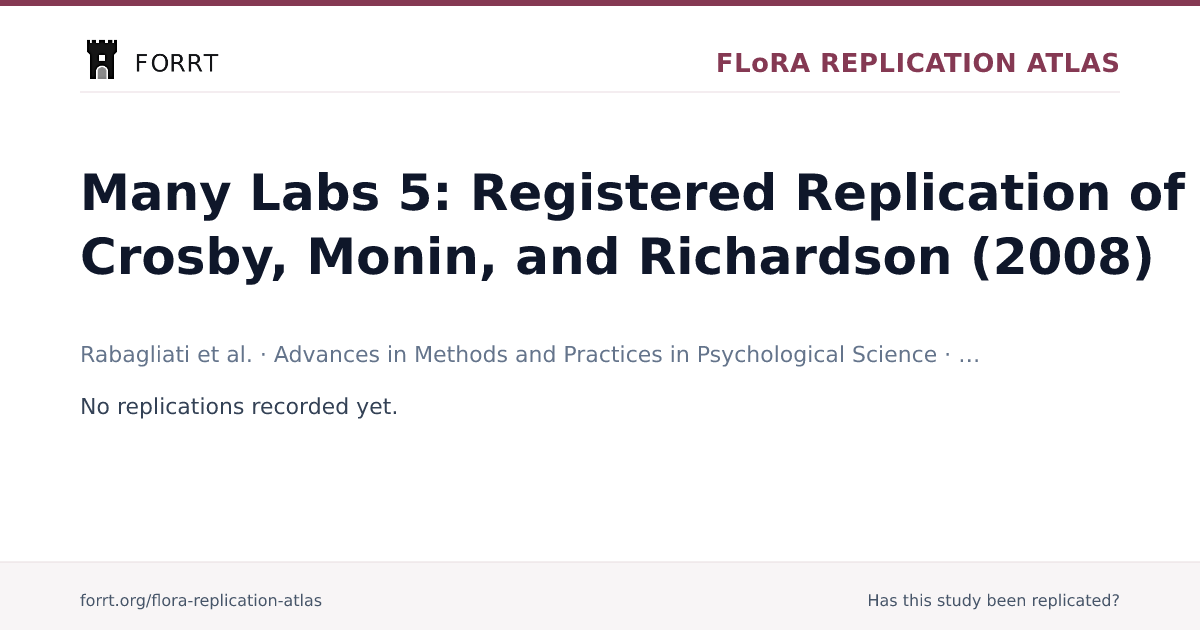 FORRT
FLoRA REPLICATION ATLAS
Many Labs 5: Registered Replication of
Crosby, Monin, and Richardson (2008)
Rabagliati et al. · Advances in Methods and Practices in Psychological Science · …
No replications recorded yet.
forrt.org/flora-replication-atlas
Has this study been replicated?